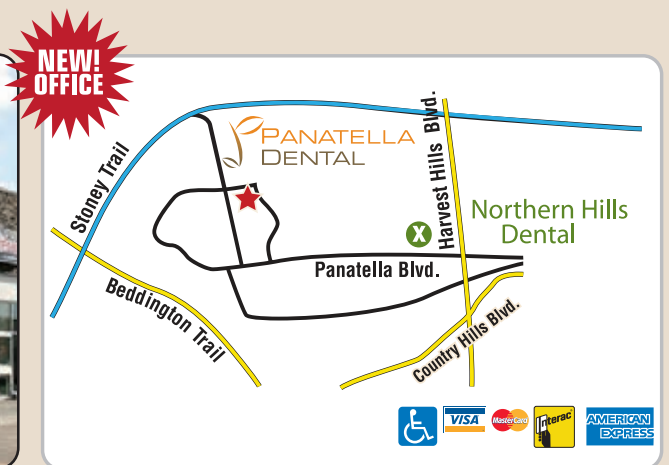 NEW!
OFFICE
PANATELLA
DENTAL
Stoney Trail
Harvest Hills Blvd.
X
Northern Hills
Dental
Panatella Blvd.
Beddington Trail
Country Hills Blvd.
VISA
MasterCard
Interac
AMERICAN
EXPRESS